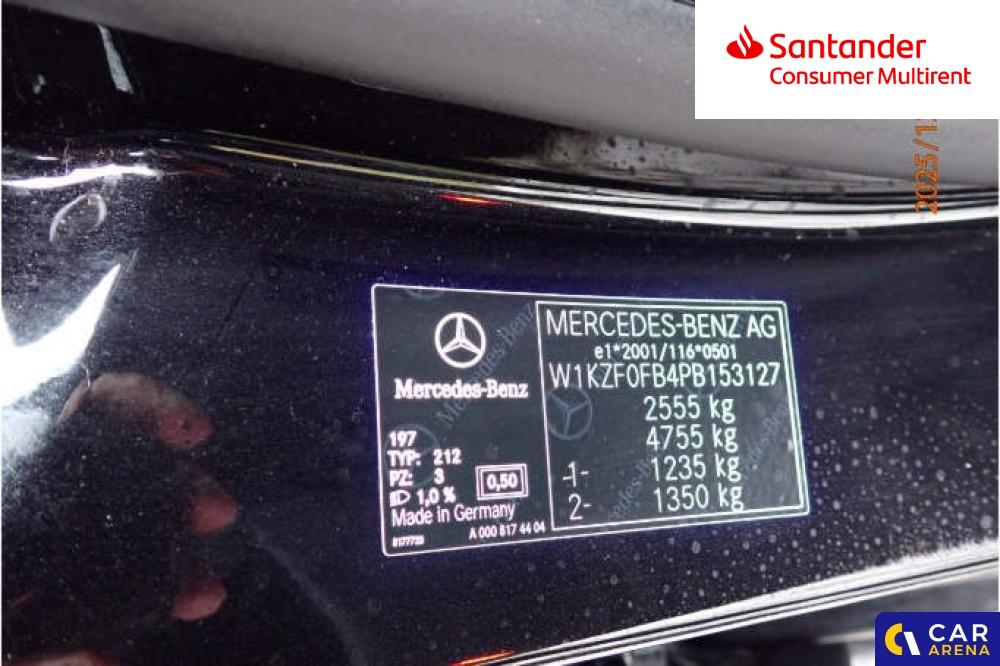 Santander
Consumer Multirent
2025/1
Mercedes-Benz
197
TYP: 212
PZ: 3
0,50
1,0 %
Made in Germany
A 000 817 44 04
MERCEDES-BENZ AG
e1*2001/116*0501
W1KZF0FB4PB153127
2555 kg
4755 kg
1- 1235 kg
2- 1350 kg
CAR
ARENA